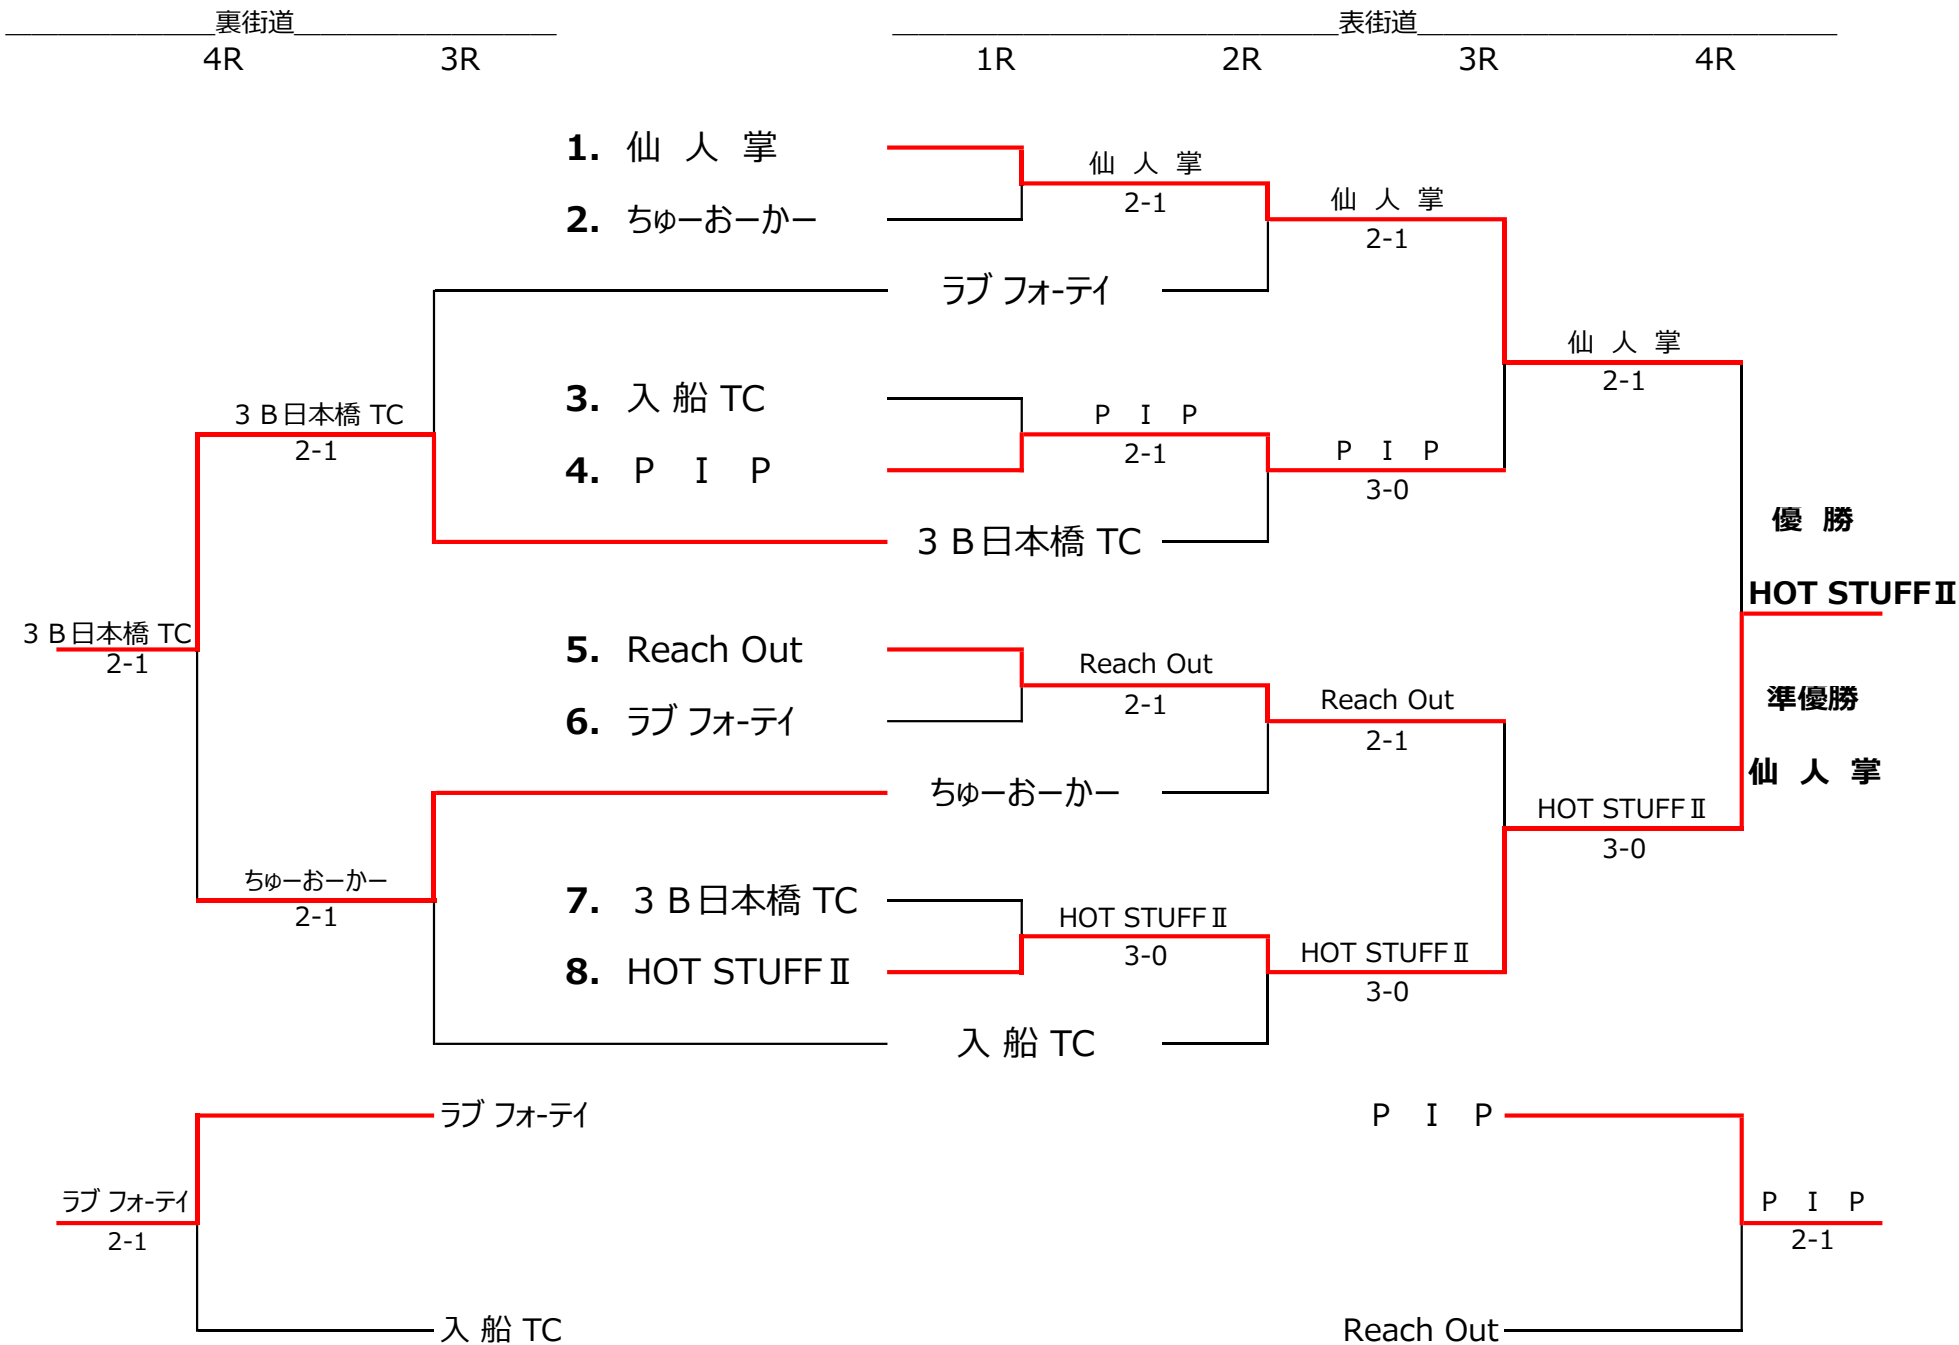 裏街道
表街道
4R 3R 1R 2R 3R 4R
1. 仙 人 掌
仙 人 掌
2-1
2. ちゅーおーかー
仙 人 掌
2-1
ラブ フォ-テイ
仙 人 掌
2-1
3. 入 船 TC
3 B日本橋 TC
2-1
P I P
2-1
4. P I P
P I P
3-0
優 勝
3 B日本橋 TC
HOT STUFFⅡ
3 B日本橋 TC
2-1
5. Reach Out
Reach Out
2-1
Reach Out
2-1
準優勝
6. ラブ フォ-テイ
仙 人 掌
ちゅーおーかー
HOT STUFFⅡ
3-0
ちゅーおーかー
2-1
7. 3 B日本橋 TC
HOT STUFFⅡ
3-0
HOT STUFFⅡ
3-0
8. HOT STUFFⅡ
入 船 TC
ラブ フォ-テイ
P I P
ラブ フォ-テイ
2-1
P I P
2-1
入 船 TC
Reach Out